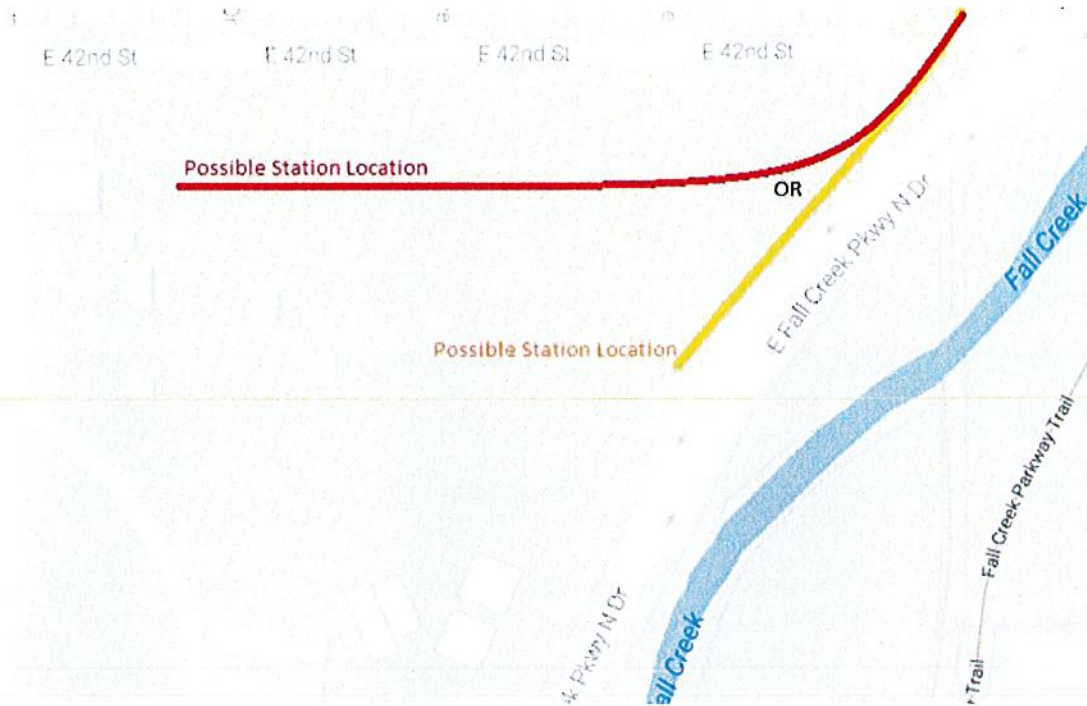 E 42nd St
E 42nd St
E 42nd St
E 42nd St
Possible Station Location
OR
E Fall Creek Pkwy N Dr
Fall Creek
Possible Station Location
Fall Creek Parkway Trail
Pkwy N Dr
Creek
Trail